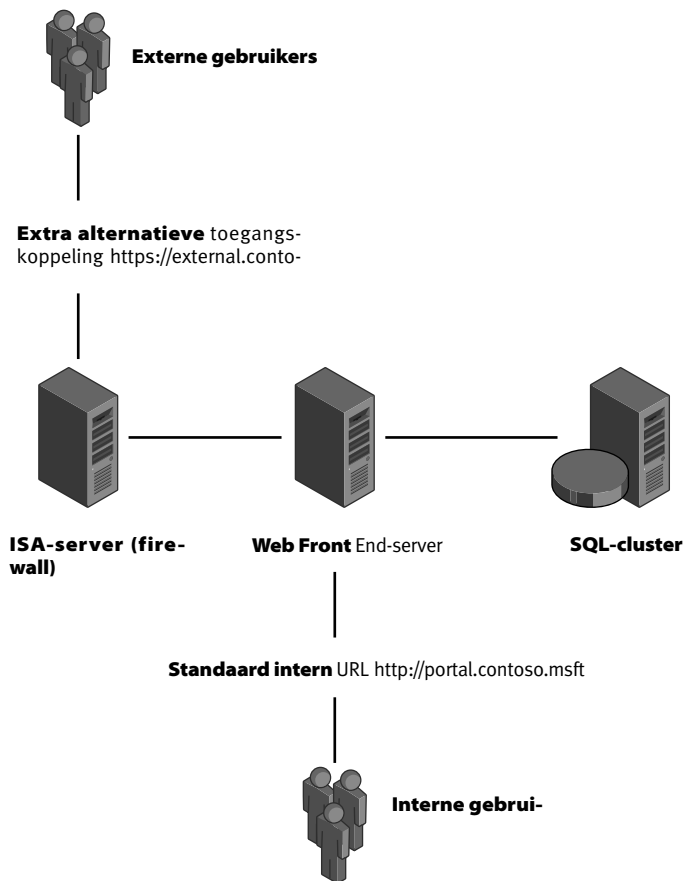 Externe gebruikers
Extra alternatieve toegangs-
koppeling https://external.conto-
ISA-server (fire-
wall)
Web Front End-server
SQL-cluster
Standaard intern URL http://portal.contoso.msft
Interne gebrui-